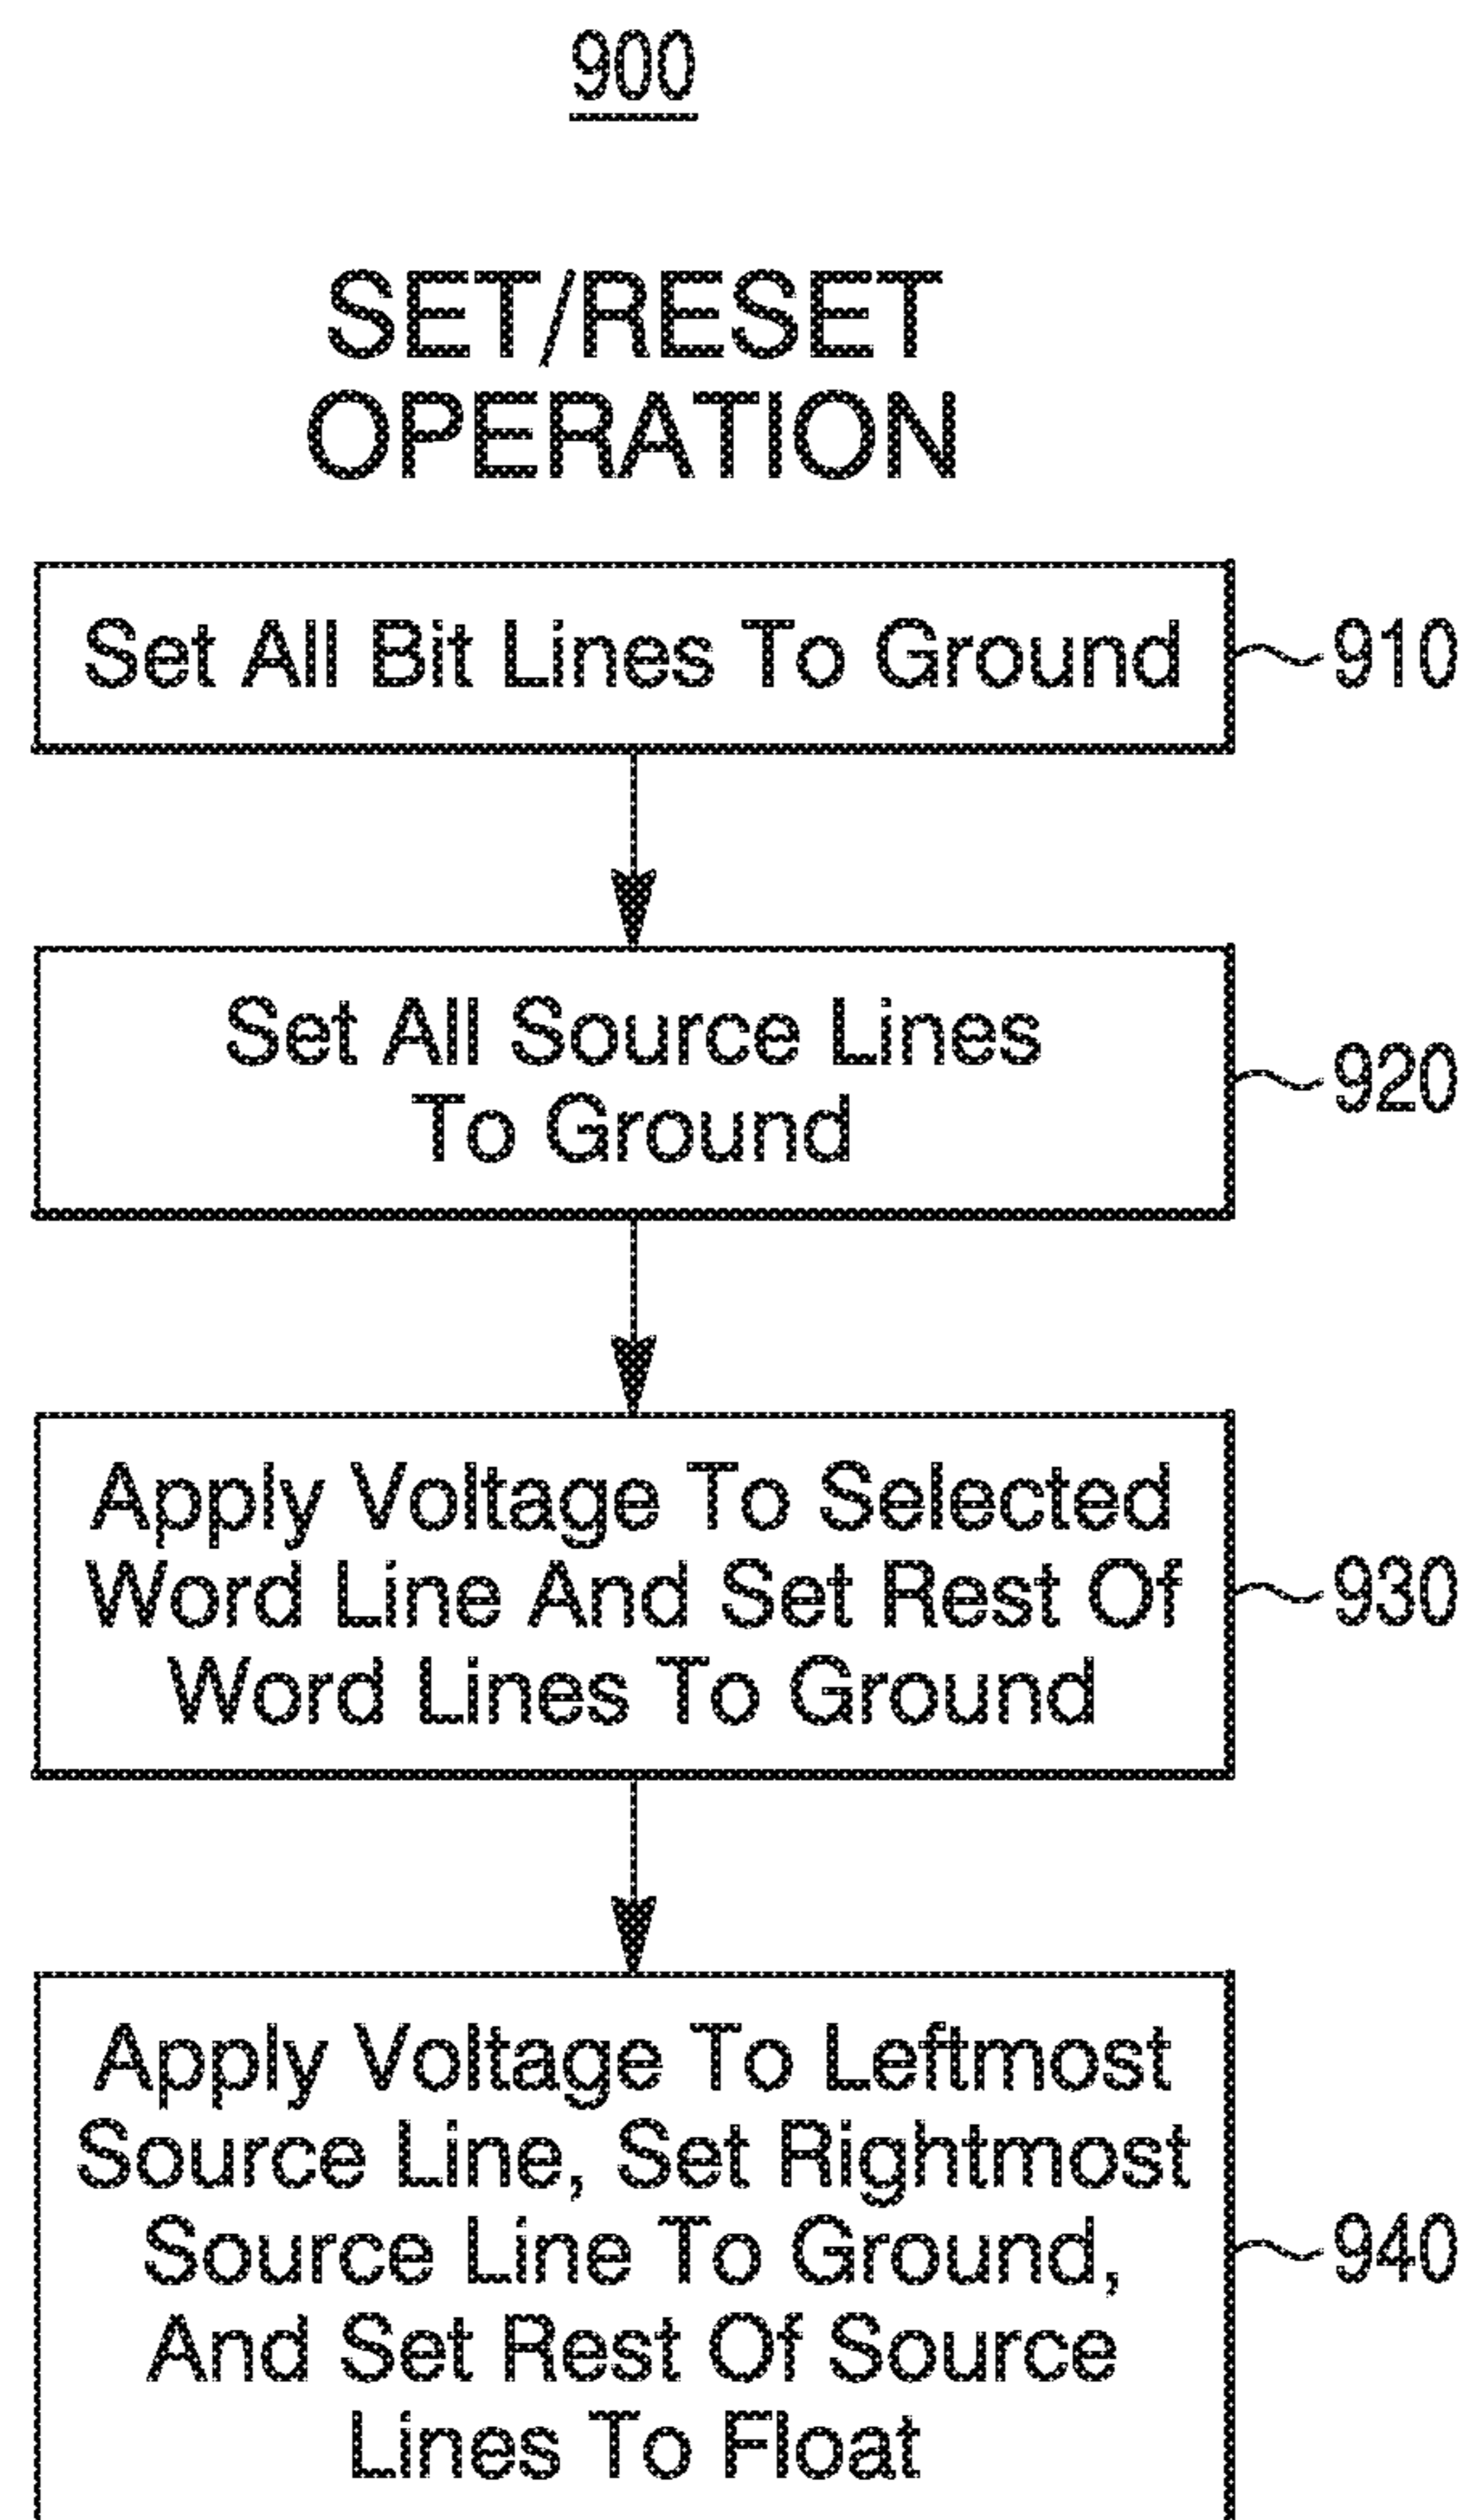 900
SET/RESET
OPERATION
Set All Bit Lines To Ground
910
Set All Source Lines
To Ground
920
Apply Voltage To Selected
Word Line And Set Rest Of
Word Lines To Ground
930
Apply Voltage To Leftmost
Source Line, Set Rightmost
Source Line To Ground,
And Set Rest Of Source
Lines To Float
940